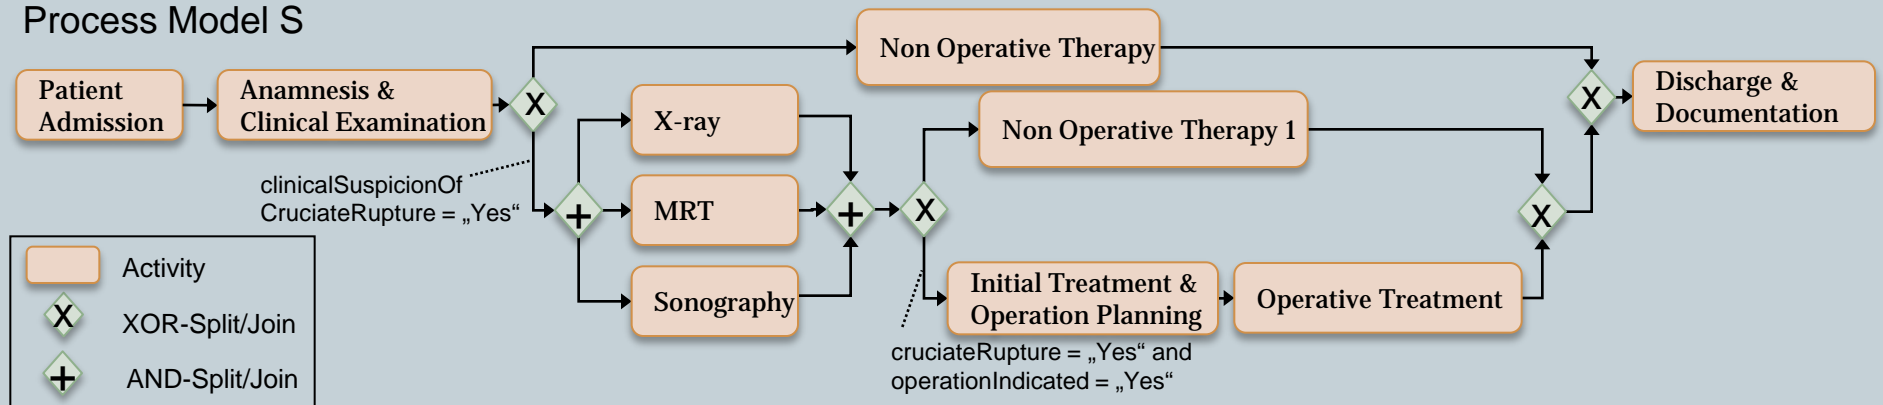 Process Model S
Patient
Admission
Anamnesis &
Clinical Examination
X
clinicalSuspicionOf
CruciateRupture = „Yes“
+
X-ray
MRT
Sonography
+
X
Non Operative Therapy
Non Operative Therapy 1
cruciateRupture = „Yes“ and
operationIndicated = „Yes“
Initial Treatment &
Operation Planning
Operative Treatment
X
X
Discharge &
Documentation
Activity
X
XOR-Split/Join
+
AND-Split/Join